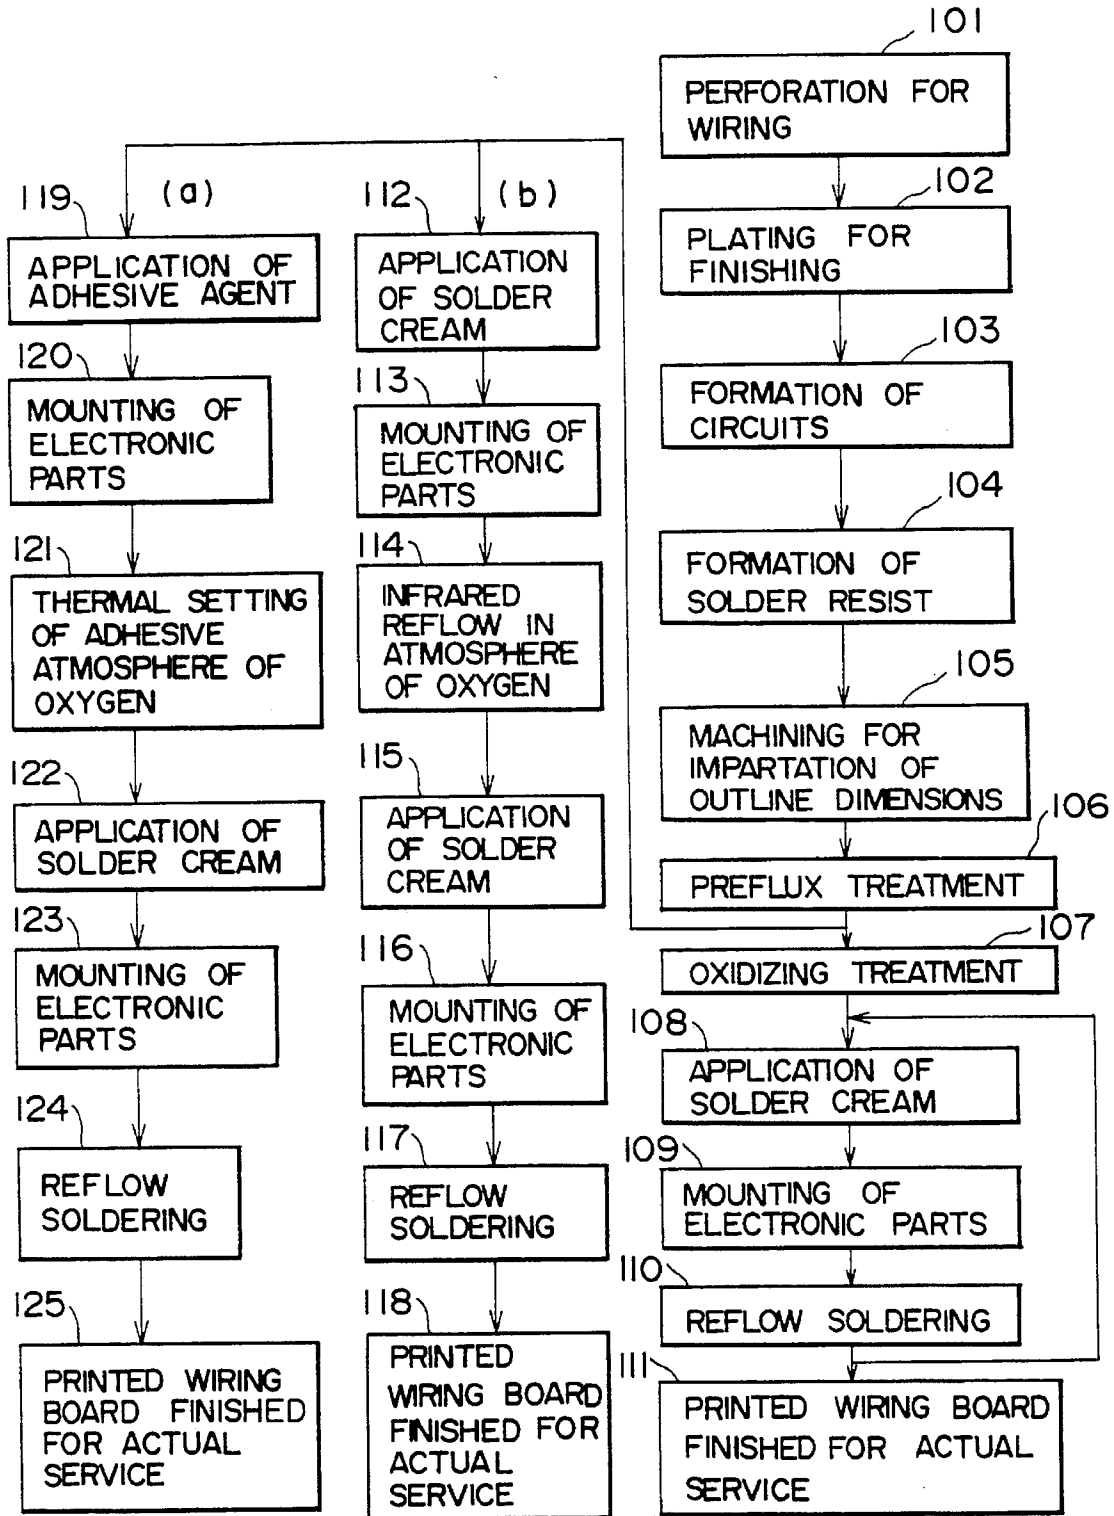 101
PERFORATION FOR
WIRING
102
PLATING FOR
FINISHING
103
FORMATION OF
CIRCUITS
104
FORMATION OF
SOLDER RESIST
105
MACHINING FOR
IMPARTATION OF
OUTLINE DIMENSIONS
106
PREFLUX TREATMENT
107
OXIDIZING TREATMENT
108
APPLICATION OF
SOLDER CREAM
109
MOUNTING OF
ELECTRONIC PARTS
110
REFLOW SOLDERING
111
PRINTED WIRING BOARD
FINISHED FOR ACTUAL
SERVICE
(a)
119
APPLICATION OF
ADHESIVE AGENT
120
MOUNTING OF
ELECTRONIC
PARTS
121
THERMAL SETTING
OF ADHESIVE
ATMOSPHERE OF
OXYGEN
122
APPLICATION OF
SOLDER CREAM
123
MOUNTING OF
ELECTRONIC
PARTS
124
REFLOW
SOLDERING
125
PRINTED WIRING
BOARD FINISHED
FOR ACTUAL
SERVICE
(b)
112
APPLICATION
OF SOLDER
CREAM
113
MOUNTING OF
ELECTRONIC
PARTS
114
INFRARED
REFLOW IN
ATMOSPHERE
OF OXYGEN
115
APPLICATION
OF SOLDER
CREAM
116
MOUNTING OF
ELECTRONIC
PARTS
117
REFLOW
SOLDERING
118
PRINTED
WIRING BOARD
FINISHED FOR
ACTUAL
SERVICE